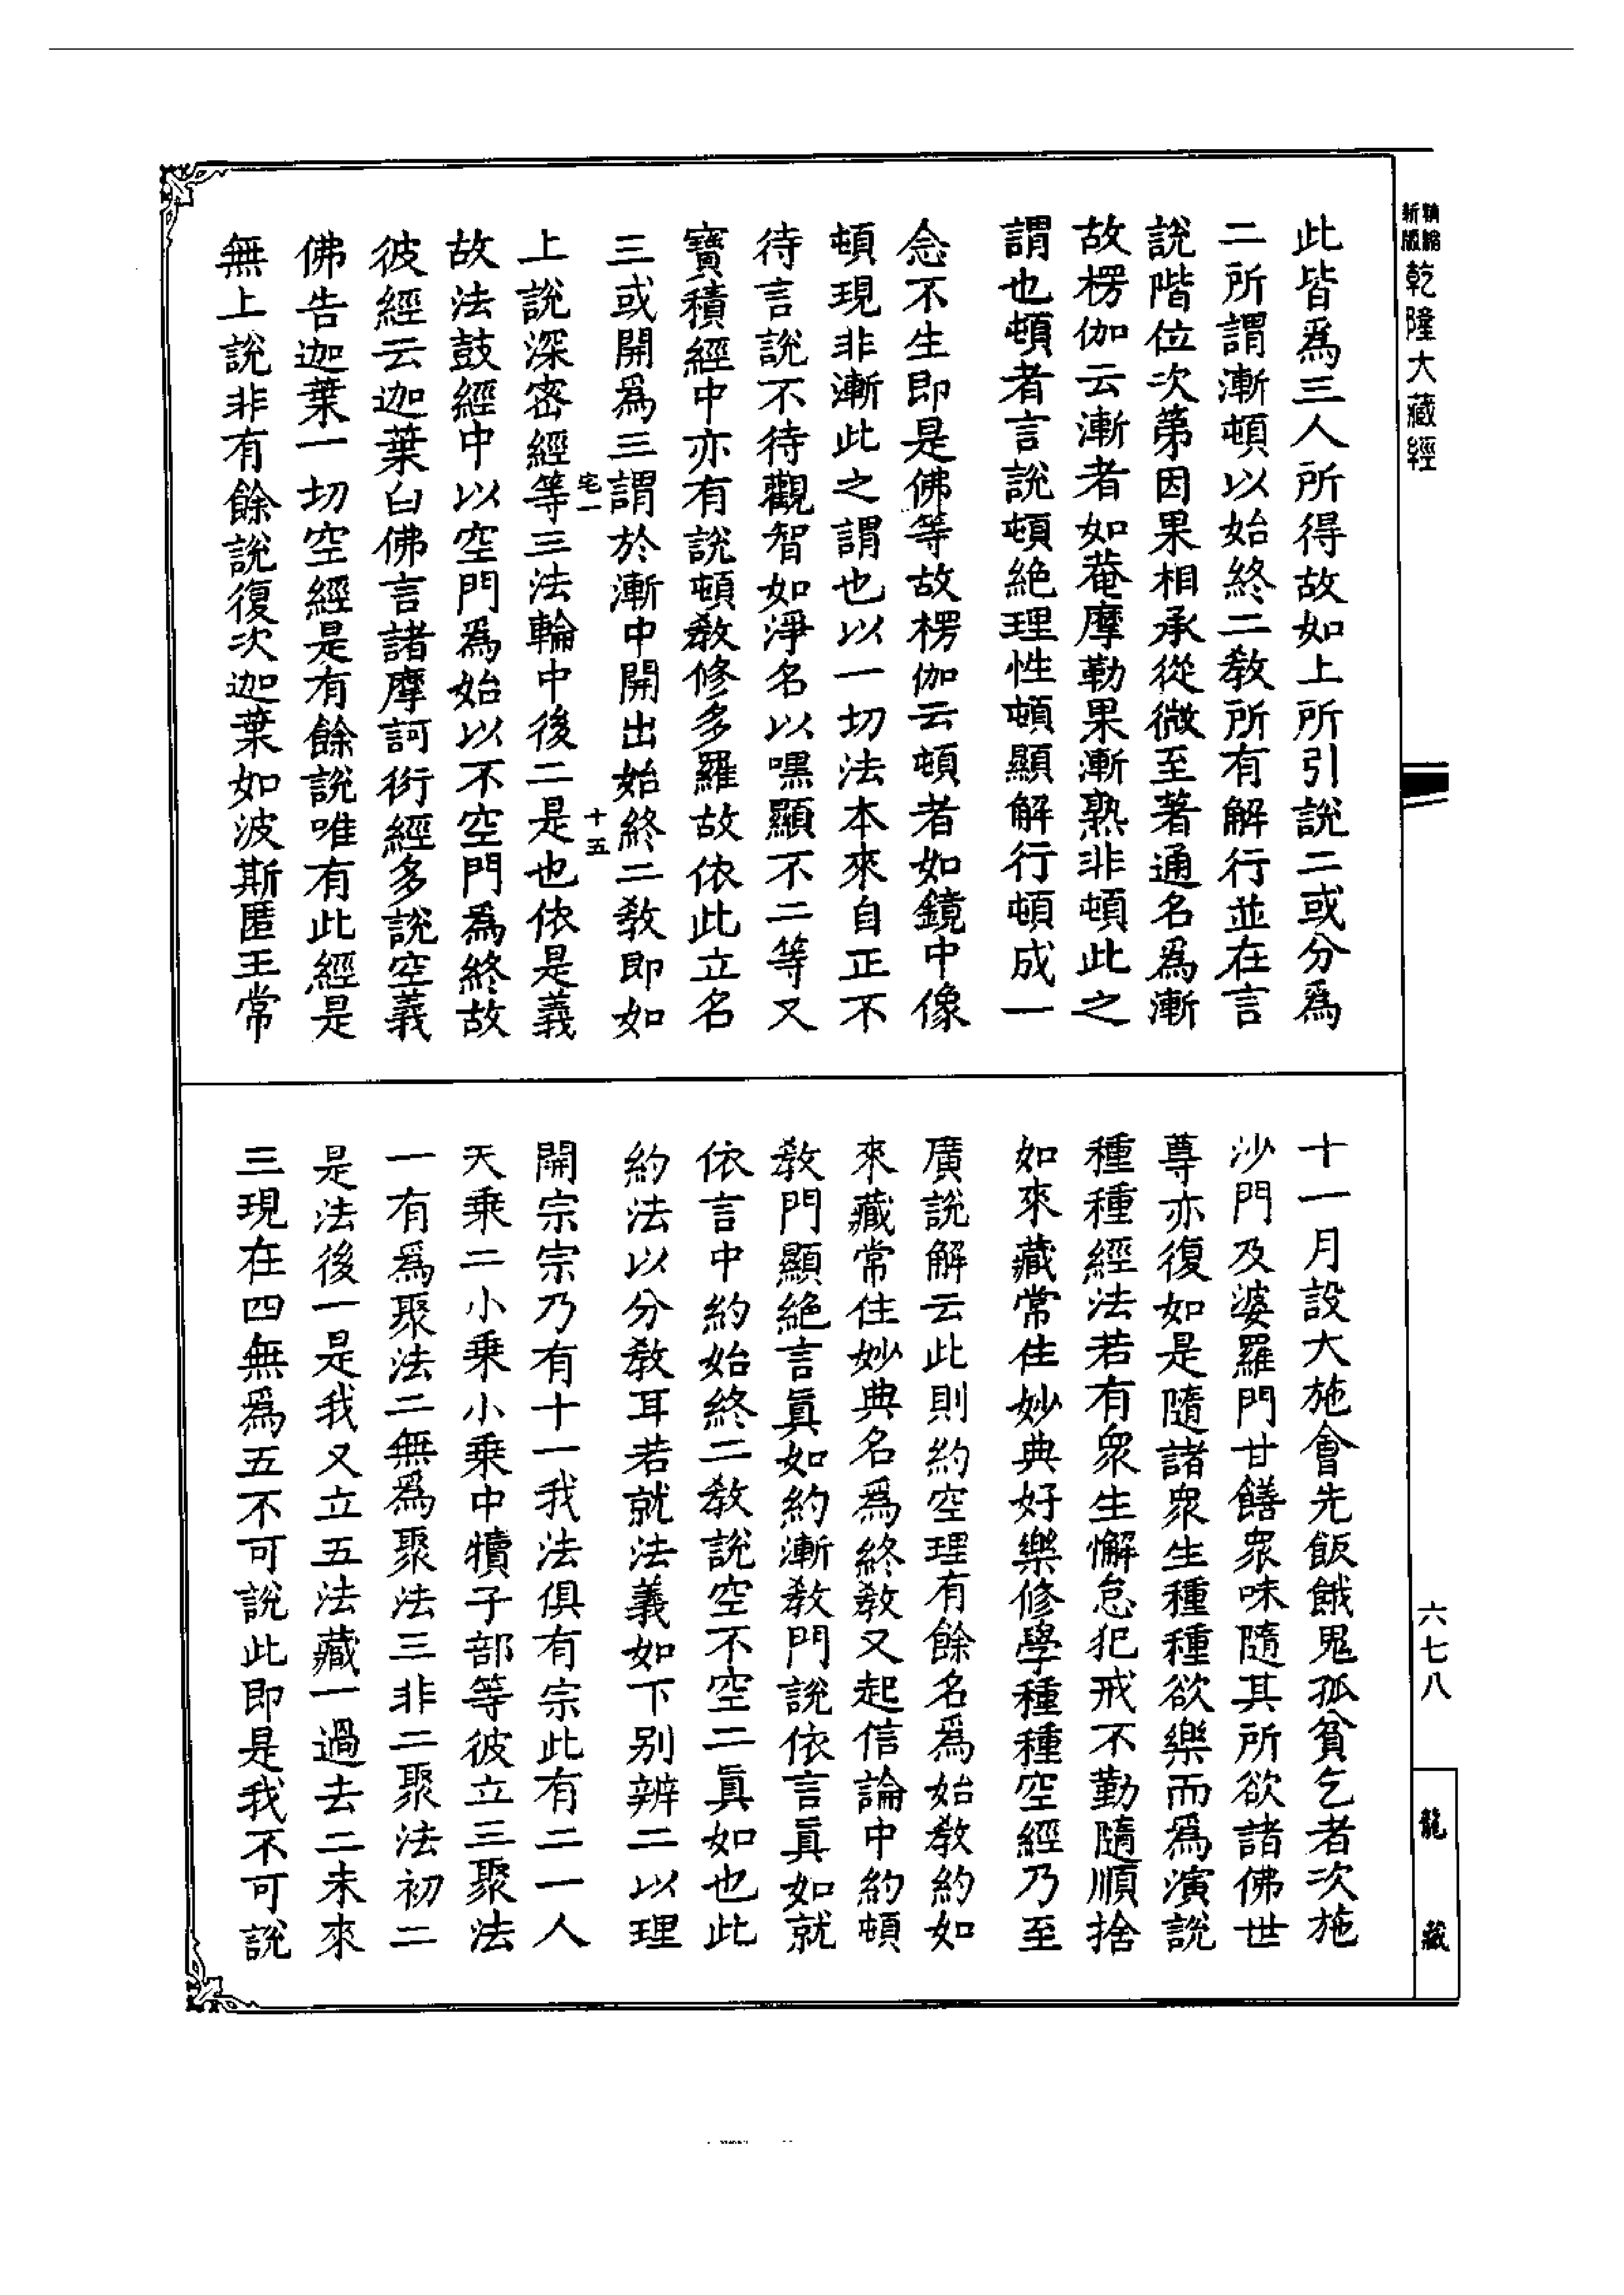 精縮
新版
乾隆大藏經
此皆爲三人所得故如上所引說二或分爲
二所謂漸頓以始終二教所有解行並在言
說階位次第因果相承從微至著通名爲漸
故楞伽云漸者如菴摩勒果漸熟非頓此之
謂也頓者言說頓絶理性頓顯解行頓成一
念不生即是佛等故楞伽云頓者如鏡中像
頓現非漸此之謂也以一切法本來自正不
待言說不待觀智如淨名以嘿顯不二等又
寶積經中亦有說頓教修多羅故依此立名
三或開爲三謂於漸中開出始終二教即如
宅一
十五
上說深密經等三法輪中後二是也依是義
故法鼓經中以空門爲始以不空門爲終故
彼經云迦葉白佛言諸摩訶衍經多說空義
佛告迦葉一切空經是有餘說唯有此經是
無上說非有餘說復次迦葉如波斯匿王常
十一月設大施會先飯餓鬼孤貧乞者次施
沙門及婆羅門甘饍衆味隨其所欲諸佛世
尊亦復如是隨諸衆生種種欲樂而爲演說
種種經法若有衆生懈怠犯戒不勤隨順捨
如來藏常住妙典好樂修學種種空經乃至
廣說解云此則約空理有餘名爲始教約如
來藏常住妙典名爲終教又起信論中約頓
教門顯絶言眞如約漸教門說依言眞如就
依言中約始終二教說空不空二眞如也此
約法以分教耳若就法義如下别辨二以理
開宗宗乃有十一我法俱有宗此有二一人
天乘二小乘小乘中犢子部等彼立三聚法
一有爲聚法二無爲聚法三非二聚法初二
是法後一是我又立五法藏一過去二未來
三現在四無爲五不可說此即是我不可說
六七八
龍藏